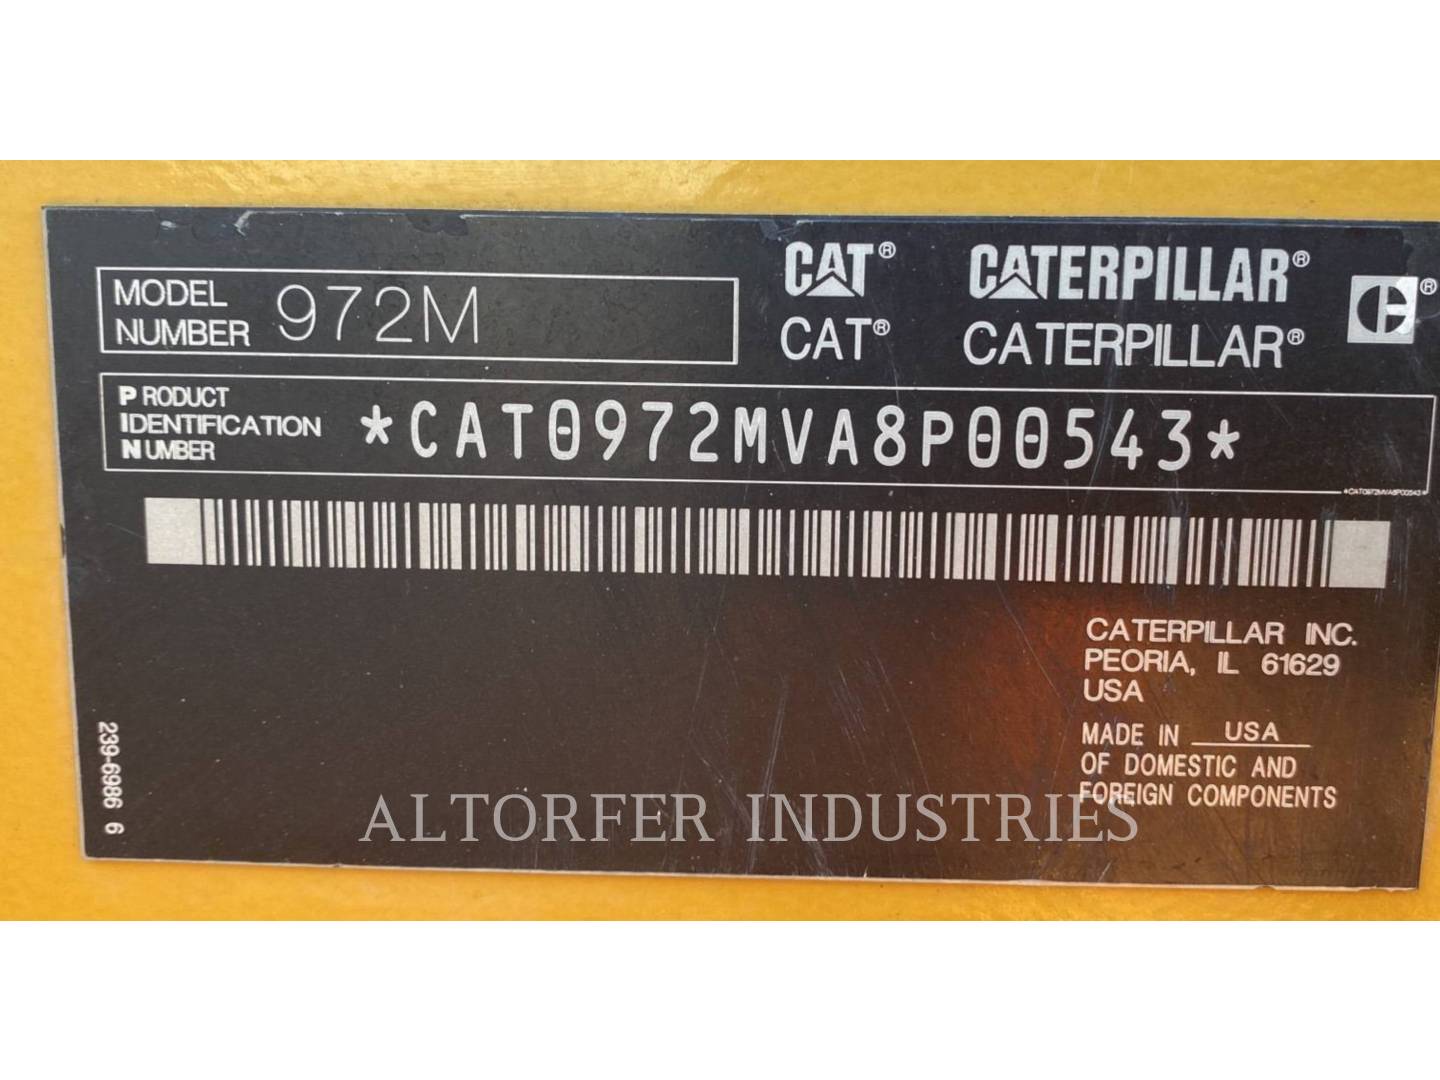 MODEL NUMBER 972M
CAT® CATERPILLAR®
CAT® CATERPILLAR®
PRODUCT IDENTIFICATION NUMBER *CAT0972MVA8P00543*
*CAT0972MVA8P00543*
CATERPILLAR INC.
PEORIA, IL 61629
USA
MADE IN USA
OF DOMESTIC AND
FOREIGN COMPONENTS
239-6986 6
ALTORFER INDUSTRIES